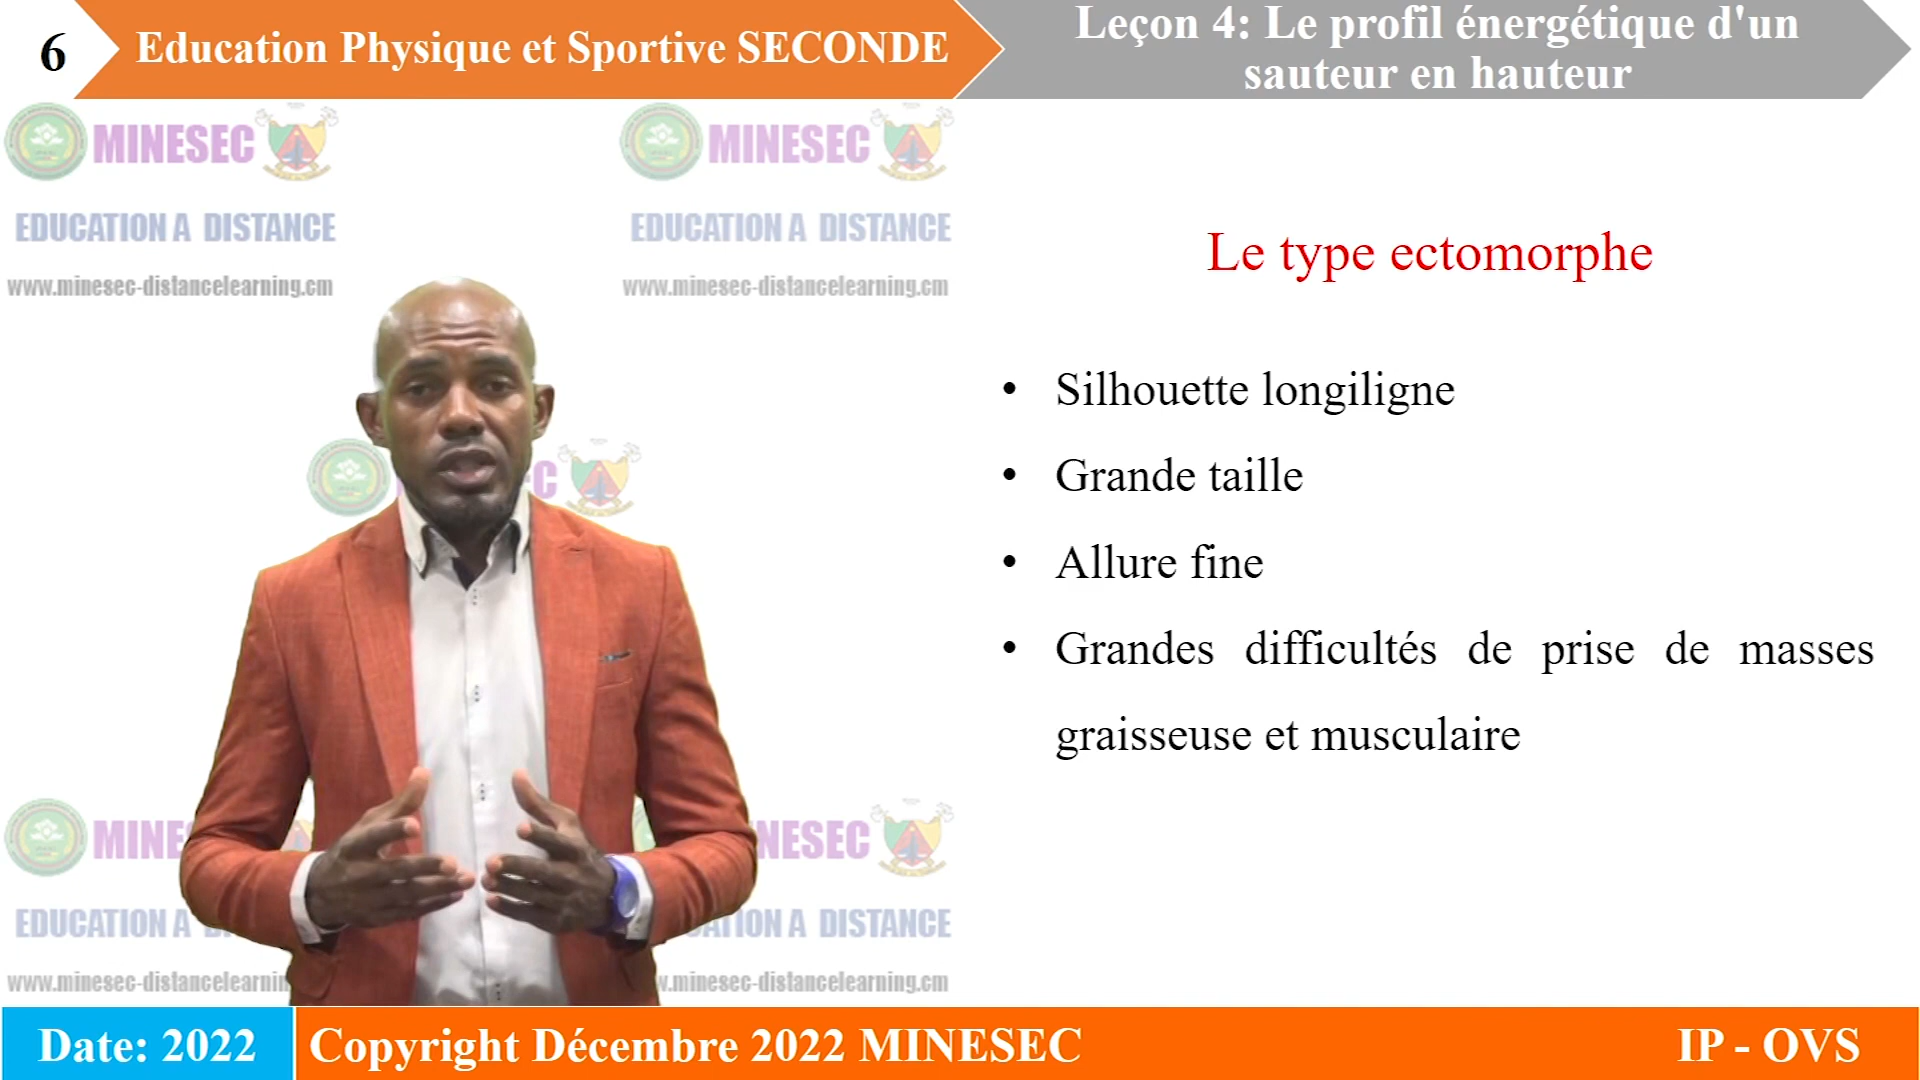 6
Education Physique et Sportive SECONDE
Leçon 4: Le profil énergétique d'un
sauteur en hauteur
MINESEC
EDUCATION A DISTANCE
www.minesec-distancelearning.cm
MINESEC
EDUCATION A DISTANCE
www.minesec-distancelearning.cm
Le type ectomorphe
• Silhouette longiligne
• Grande taille
• Allure fine
• Grandes difficultés de prise de masses
graisseuse et musculaire
C
MINE
NESEC
EDUCATION A
ATION A DISTANCE
www.minesec-distancelearnin
w.minesec-distancelearning.cm
Date: 2022
Copyright Décembre 2022 MINESEC
IP - OVS